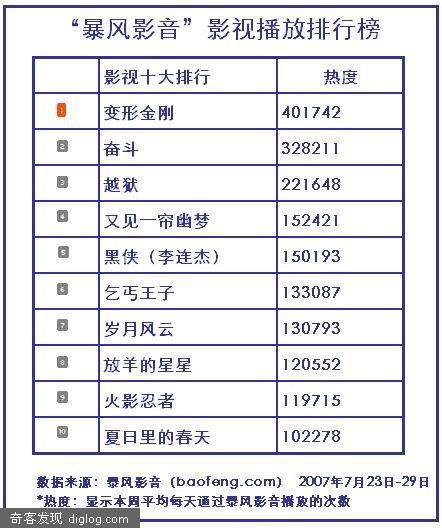 “暴风影音”影视播放排行榜
影视十大排行 热度
1 变形金刚 401742
2 奋斗 328211
3 越狱 221648
4 又见一帘幽梦 152421
5 黑侠（李连杰） 150193
6 乞丐王子 133087
7 岁月风云 130793
8 放羊的星星 120552
9 火影忍者 119715
10 夏日里的春天 102278
数据来源：暴风影音（baofeng.com） 2007年7月23日-29日
*热度：显示本周平均每天通过暴风影音播放的次数
奇客发现 diglog.com